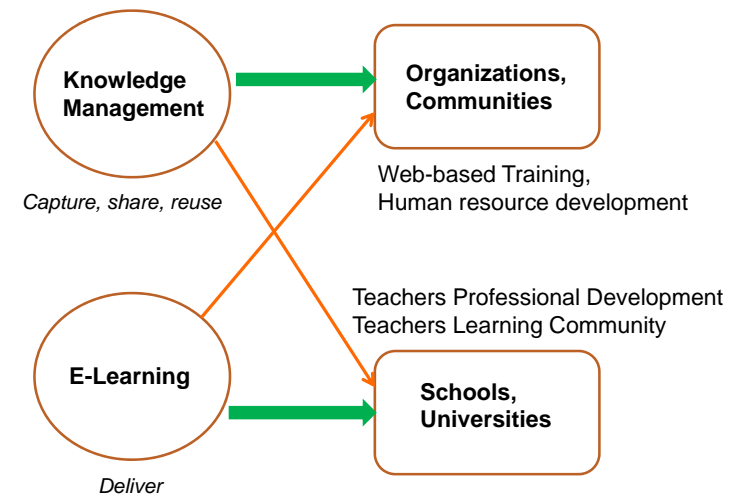 Knowledge
Management
Organizations,
Communities
Capture, share, reuse
Web-based Training,
Human resource development
Teachers Professional Development
Teachers Learning Community
E-Learning
Schools,
Universities
Deliver